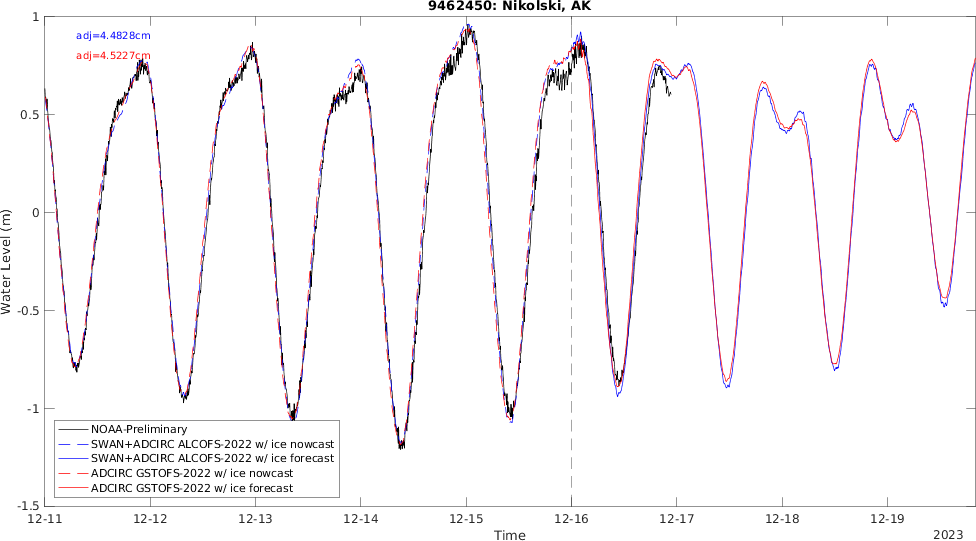 9462450: Nikolski, AK
adj=4.4828cm
adj=4.5227cm
1
0.5
0
-0.5
-1
-1.5
Water Level (m)
NOAA-Preliminary
SWAN+ADCIRC ALCOFS-2022 w/ ice nowcast
SWAN+ADCIRC ALCOFS-2022 w/ ice forecast
ADCIRC GSTOFS-2022 w/ ice nowcast
ADCIRC GSTOFS-2022 w/ ice forecast
12-11 12-12 12-13 12-14 12-15 12-16 12-17 12-18 12-19
Time
2023